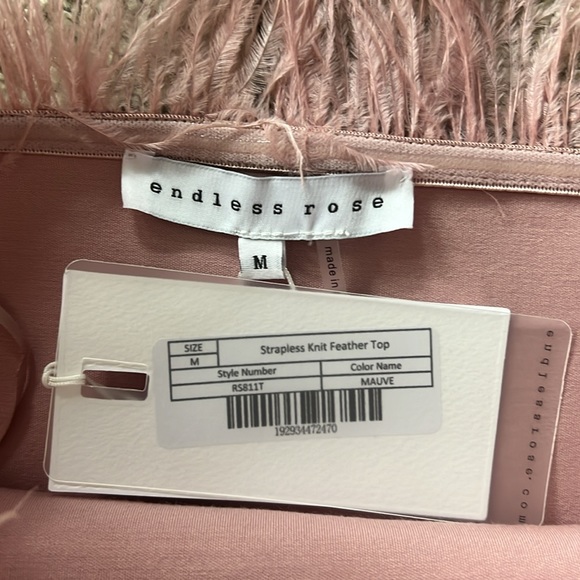 endless rose
M
made in
SIZE Strapless Knit Feather Top
M
Style Number Color Name
RS811T MAUVE
192934472470
endlessrose.com